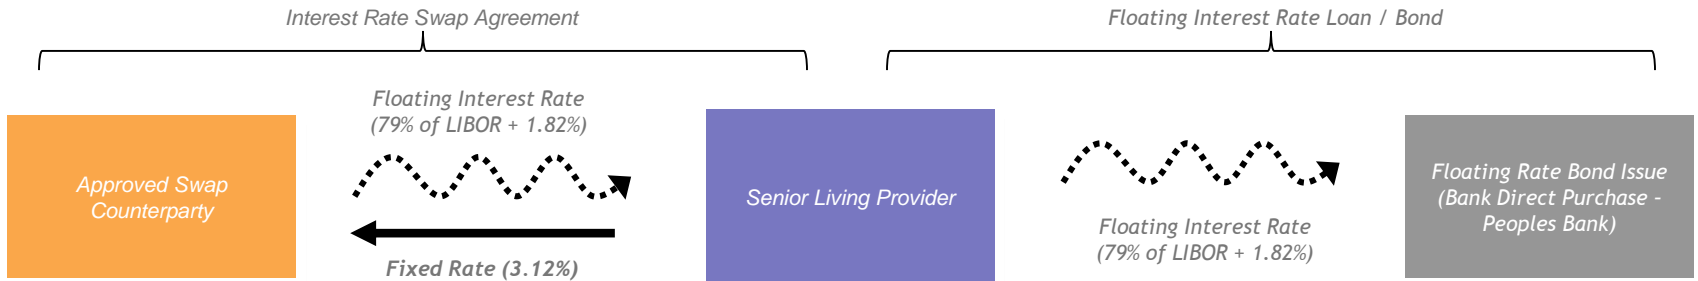 Interest Rate Swap Agreement
Floating Interest Rate Loan / Bond
Floating Interest Rate
(79% of LIBOR + 1.82%)
Approved Swap
Counterparty
Fixed Rate (3.12%)
Senior Living Provider
Floating Interest Rate
(79% of LIBOR + 1.82%)
Floating Rate Bond Issue
(Bank Direct Purchase –
Peoples Bank)